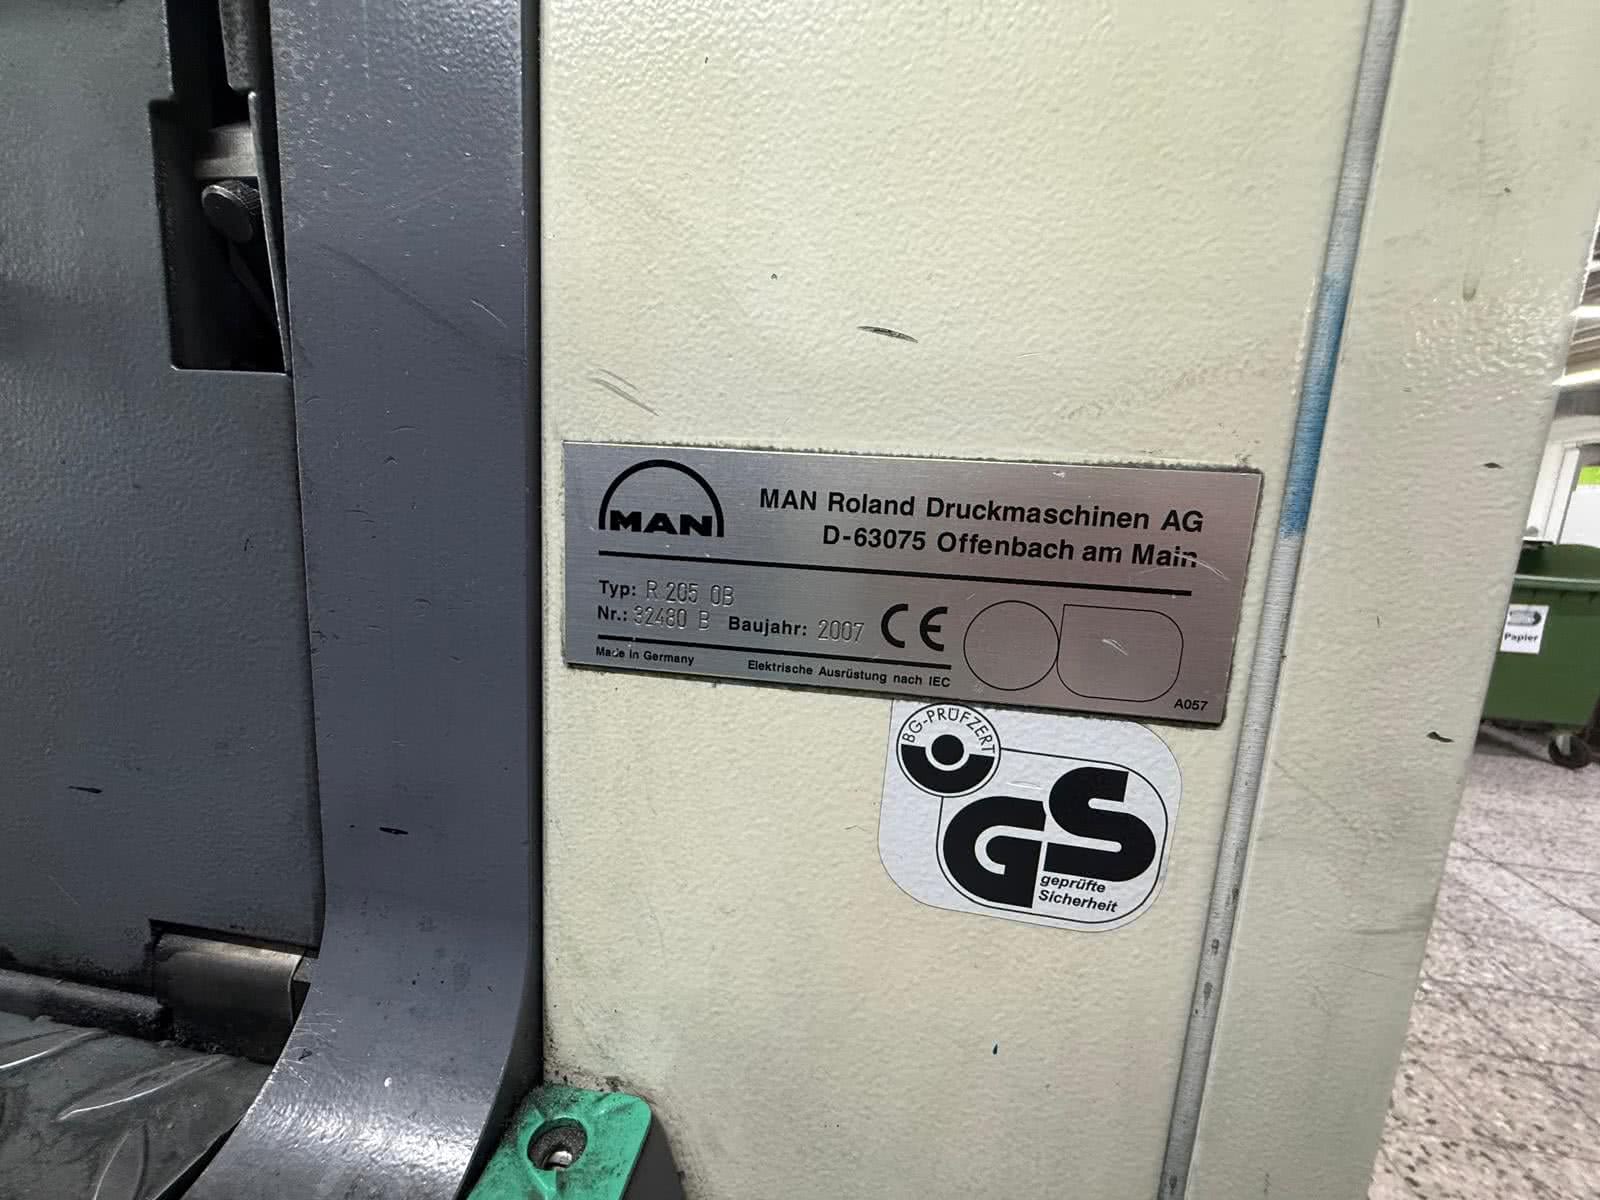 MAN
MAN Roland Druckmaschinen AG
D-63075 Offenbach am Main
Typ: R 205 OB
Nr.: 32480 B Baujahr: 2007 CE
Made in Germany
Elektrische Ausrüstung nach IEC
A057
BG-PRÜFZERT
GS
geprüfte
Sicherheit
Papier